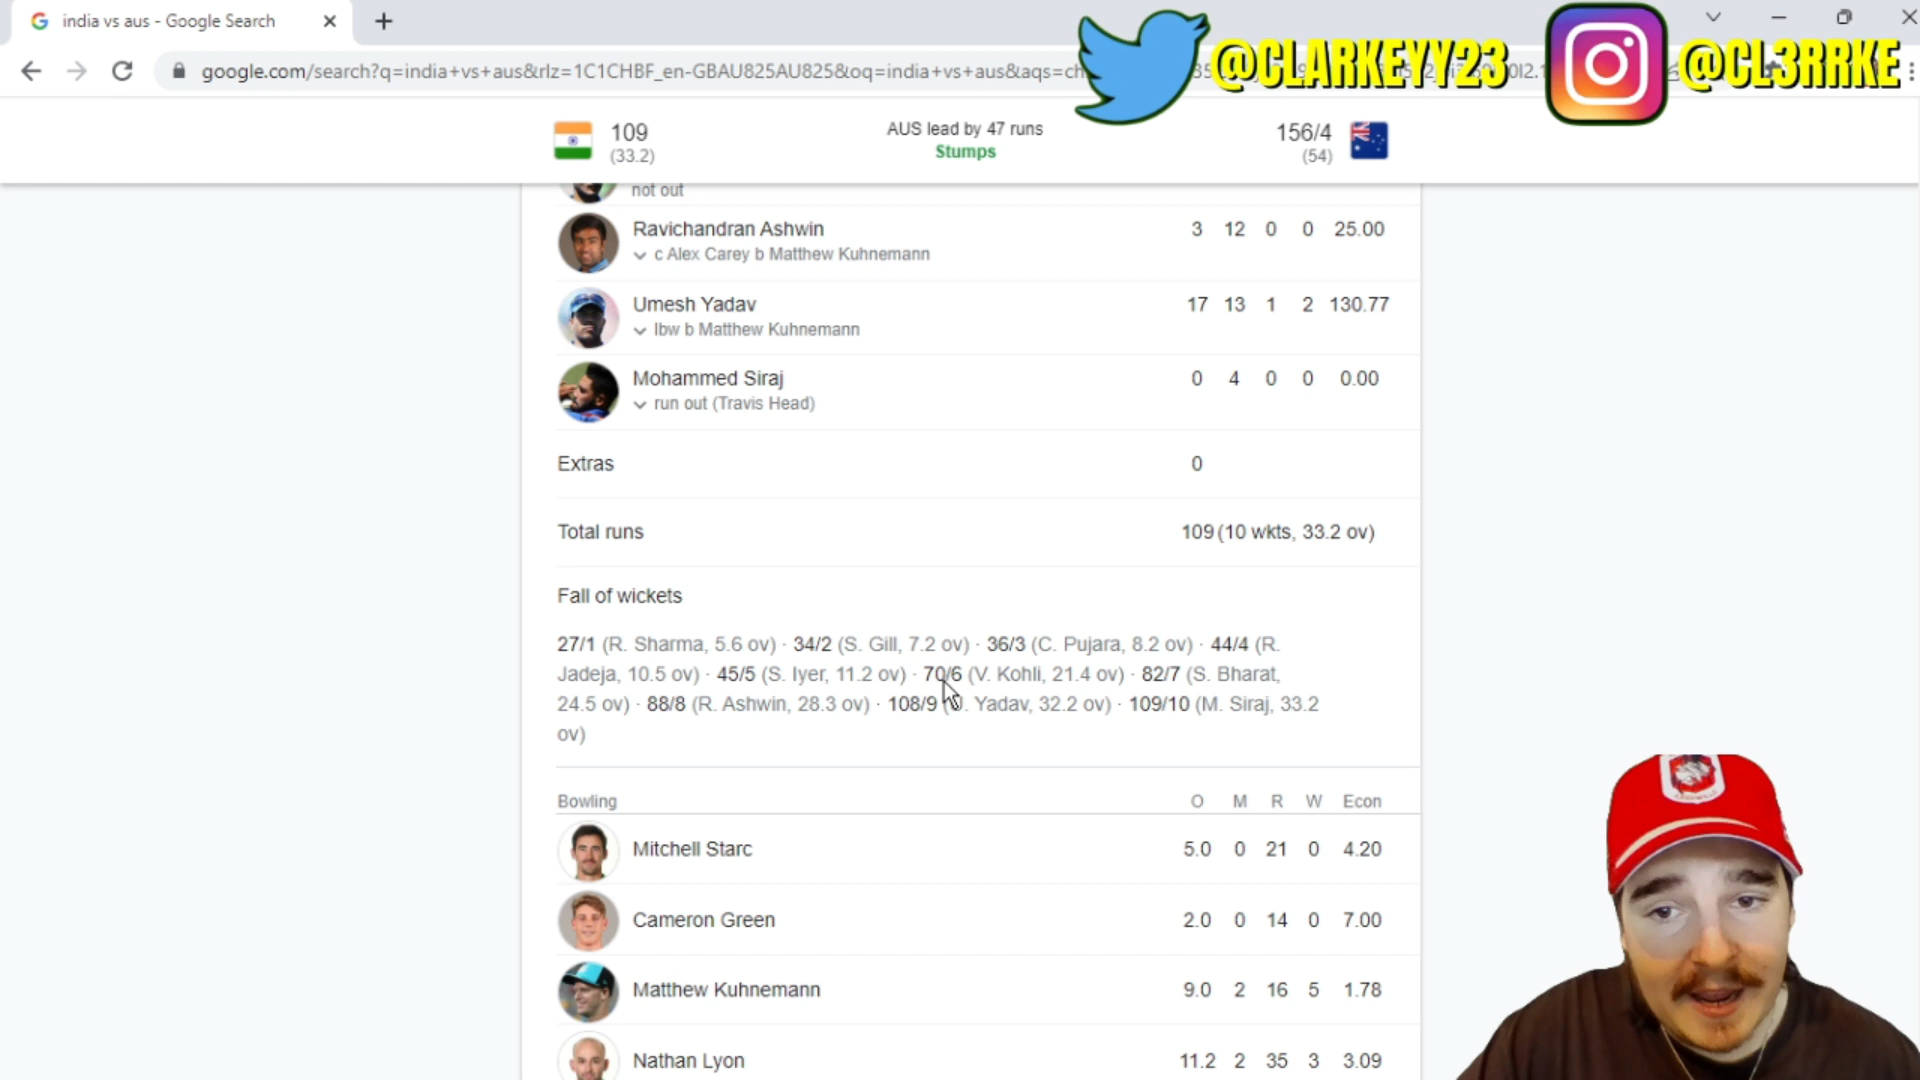 india vs aus - Google Search
google.com/search?q=india+vs+aus&rlz=1C1CHBF_en-GBAU825AU825&oq=india+vs+aus&aqs=ch
@CLARKEYY23
@CL3RRKE
109
(33.2)
AUS lead by 47 runs
Stumps
156/4
(54)
not out
Ravichandran Ashwin 3 12 0 0 25.00
c Alex Carey b Matthew Kuhnemann
Umesh Yadav 17 13 1 2 130.77
lbw b Matthew Kuhnemann
Mohammed Siraj 0 4 0 0 0.00
run out (Travis Head)
Extras 0
Total runs 109 (10 wkts, 33.2 ov)
Fall of wickets
27/1 (R. Sharma, 5.6 ov) · 34/2 (S. Gill, 7.2 ov) · 36/3 (C. Pujara, 8.2 ov) · 44/4 (R.
Jadeja, 10.5 ov) · 45/5 (S. Iyer, 11.2 ov) · 70/6 (V. Kohli, 21.4 ov) · 82/7 (S. Bharat,
24.5 ov) · 88/8 (R. Ashwin, 28.3 ov) · 108/9 (U. Yadav, 32.2 ov) · 109/10 (M. Siraj, 33.2
ov)
Bowling O M R W Econ
Mitchell Starc 5.0 0 21 0 4.20
Cameron Green 2.0 0 14 0 7.00
Matthew Kuhnemann 9.0 2 16 5 1.78
Nathan Lyon 11.2 2 35 3 3.09